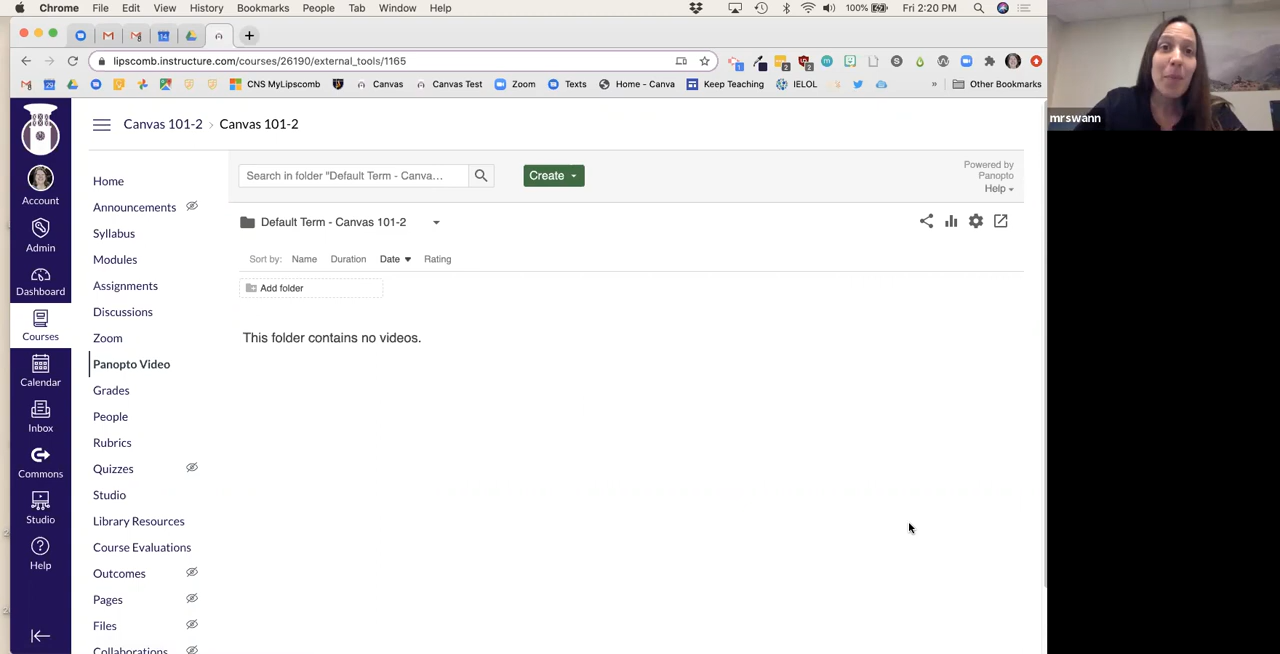 Chrome File Edit View History Bookmarks People Tab Window Help 100% Fri 2:20 PM
lipscomb.instructure.com/courses/26190/external_tools/1165
CNS MyLipscomb Canvas Canvas Test Zoom Texts Home - Canva Keep Teaching IELOL » Other Bookmarks
mrswann
Canvas 101-2 › Canvas 101-2
Account
Admin
Dashboard
Courses
Calendar
Inbox
Commons
Studio
Help
Home
Announcements
Syllabus
Modules
Assignments
Discussions
Zoom
Panopto Video
Grades
People
Rubrics
Quizzes
Studio
Library Resources
Course Evaluations
Outcomes
Pages
Files
Collaborations
Search in folder "Default Term - Canva...
Create
Powered by
Panopto
Help
Default Term - Canvas 101-2
Sort by: Name Duration Date Rating
Add folder
This folder contains no videos.